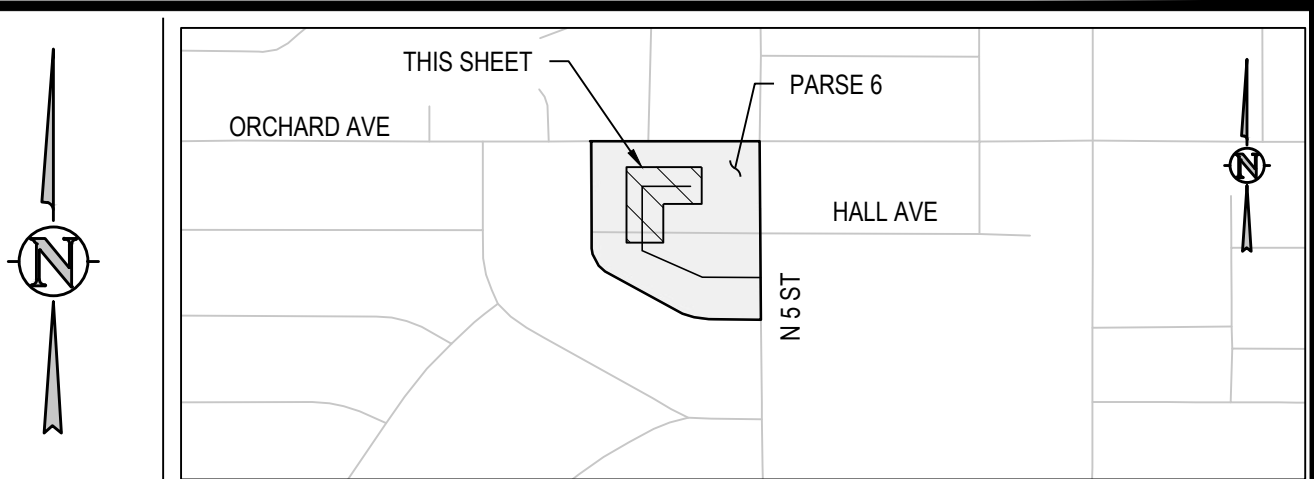 THIS SHEET
PARSE 6
ORCHARD AVE
N
N
HALL AVE
N 5 ST